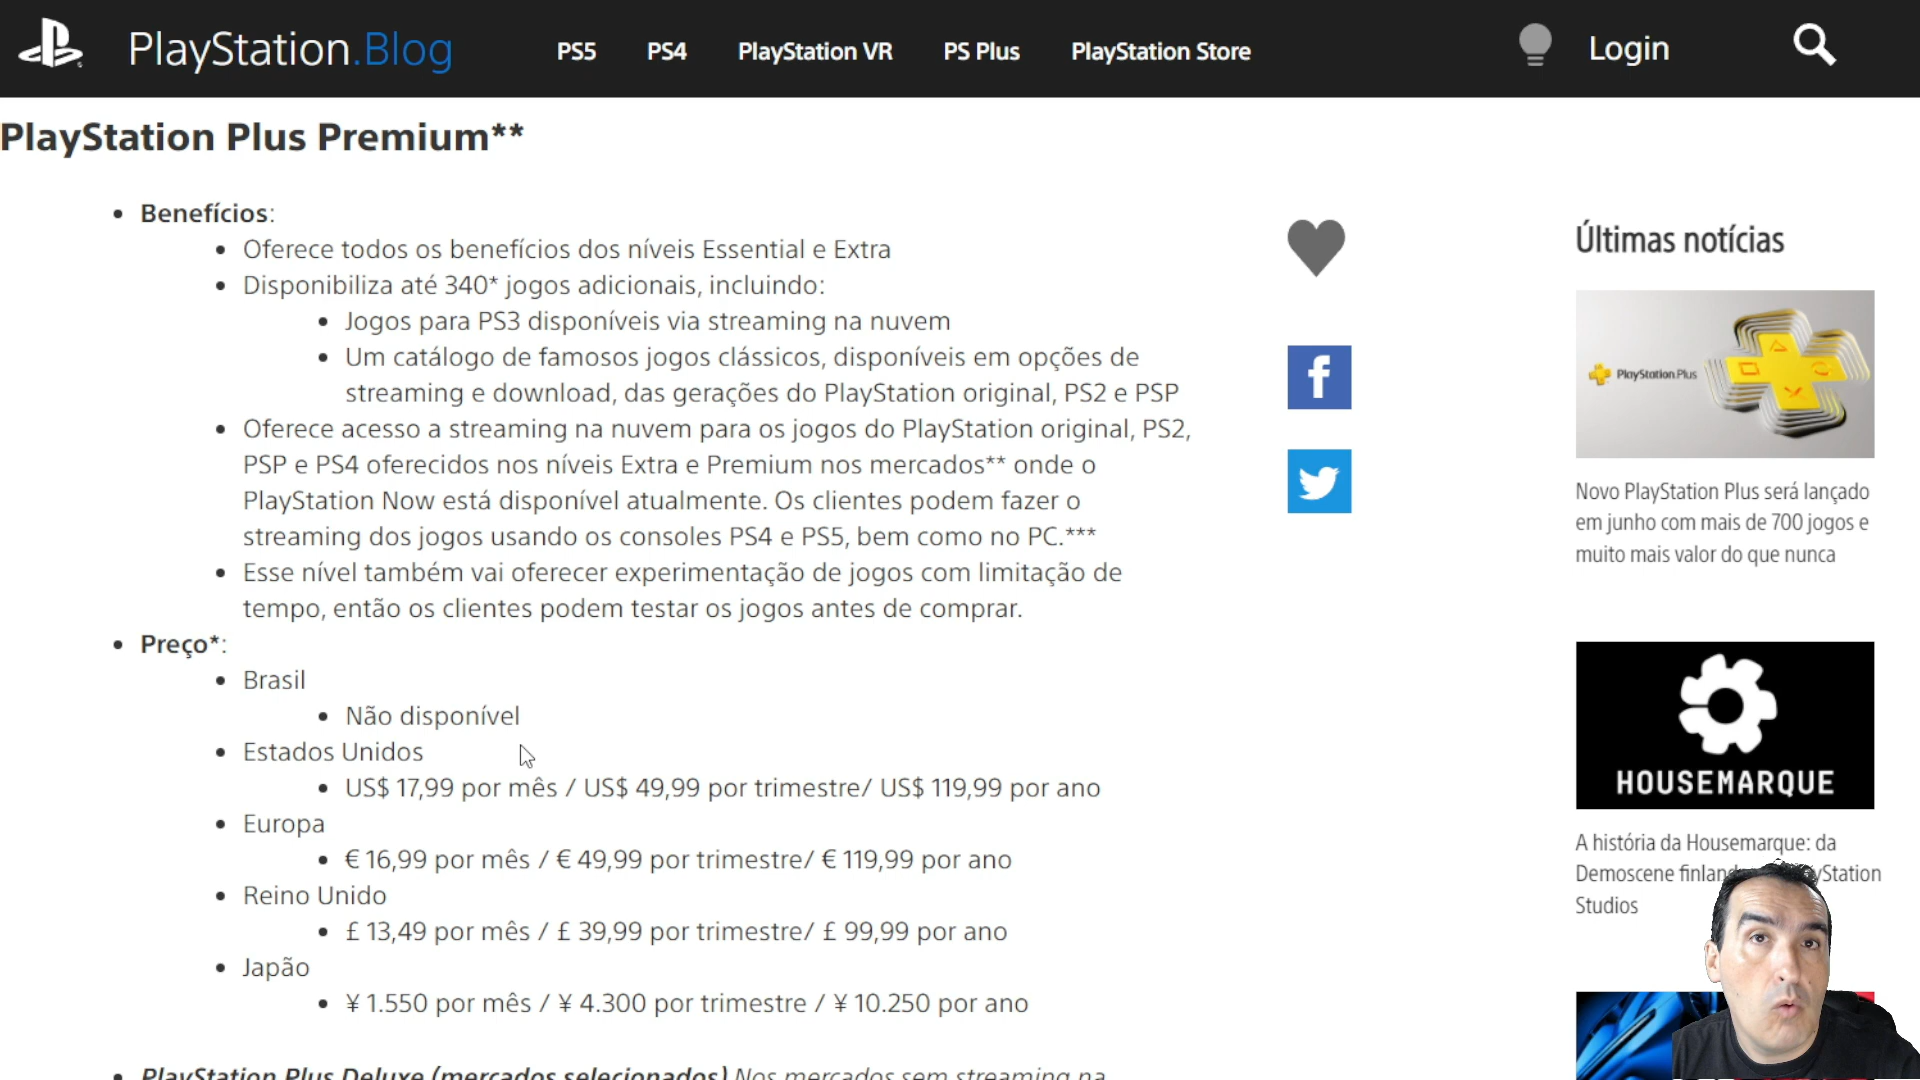 PlayStation.Blog
PS5
PS4
PlayStation VR
PS Plus
PlayStation Store
Login
PlayStation Plus Premium**
• Benefícios:
• Oferece todos os benefícios dos níveis Essential e Extra
• Disponibiliza até 340* jogos adicionais, incluindo:
• Jogos para PS3 disponíveis via streaming na nuvem
• Um catálogo de famosos jogos clássicos, disponíveis em opções de
streaming e download, das gerações do PlayStation original, PS2 e PSP
• Oferece acesso a streaming na nuvem para os jogos do PlayStation original, PS2,
PSP e PS4 oferecidos nos níveis Extra e Premium nos mercados** onde o
PlayStation Now está disponível atualmente. Os clientes podem fazer o
streaming dos jogos usando os consoles PS4 e PS5, bem como no PC.***
• Esse nível também vai oferecer experimentação de jogos com limitação de
tempo, então os clientes podem testar os jogos antes de comprar.
• Preço*:
• Brasil
• Não disponível
• Estados Unidos
• US$ 17,99 por mês / US$ 49,99 por trimestre/ US$ 119,99 por ano
• Europa
• € 16,99 por mês / € 49,99 por trimestre/ € 119,99 por ano
• Reino Unido
• £ 13,49 por mês / £ 39,99 por trimestre/ £ 99,99 por ano
• Japão
• ¥ 1.550 por mês / ¥ 4.300 por trimestre / ¥ 10.250 por ano
• PlayStation Plus Deluxe (mercados selecionados) Nos mercados sem streaming na
Últimas notícias
PlayStation Plus
Novo PlayStation Plus será lançado
em junho com mais de 700 jogos e
muito mais valor do que nunca
HOUSEMARQUE
A história da Housemarque: da
Demoscene
Studios